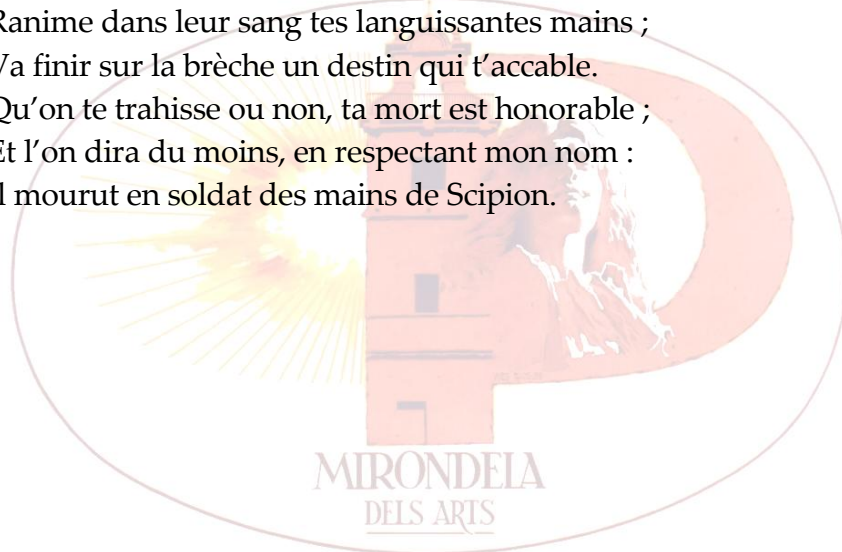 Ranime dans leur sang tes languissantes mains ;
Va finir sur la brèche un destin qui t’accable.
Qu’on te trahisse ou non, ta mort est honorable ;
Et l’on dira du moins, en respectant mon nom :
Il mourut en soldat des mains de Scipion.
MIRONDELA
DELS ARTS